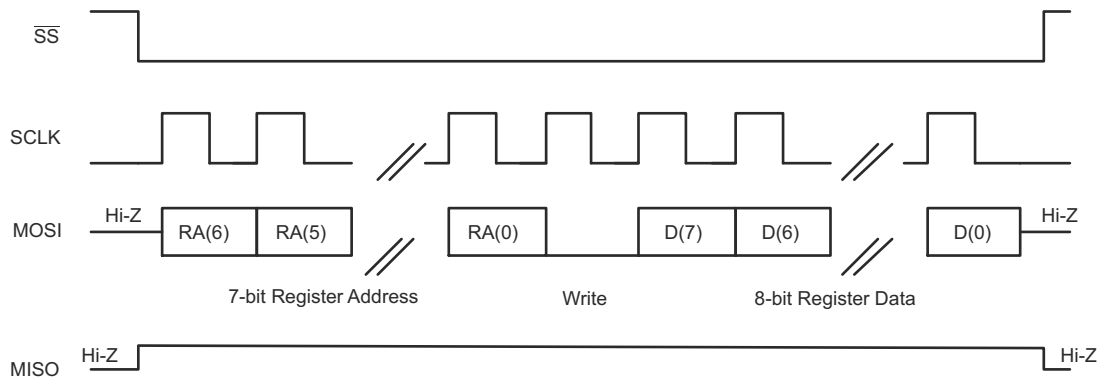 SS
SCLK
MOSI Hi-Z RA(6) RA(5) RA(0) D(7) D(6) D(0) Hi-Z
7-bit Register Address Write 8-bit Register Data
MISO Hi-Z Hi-Z